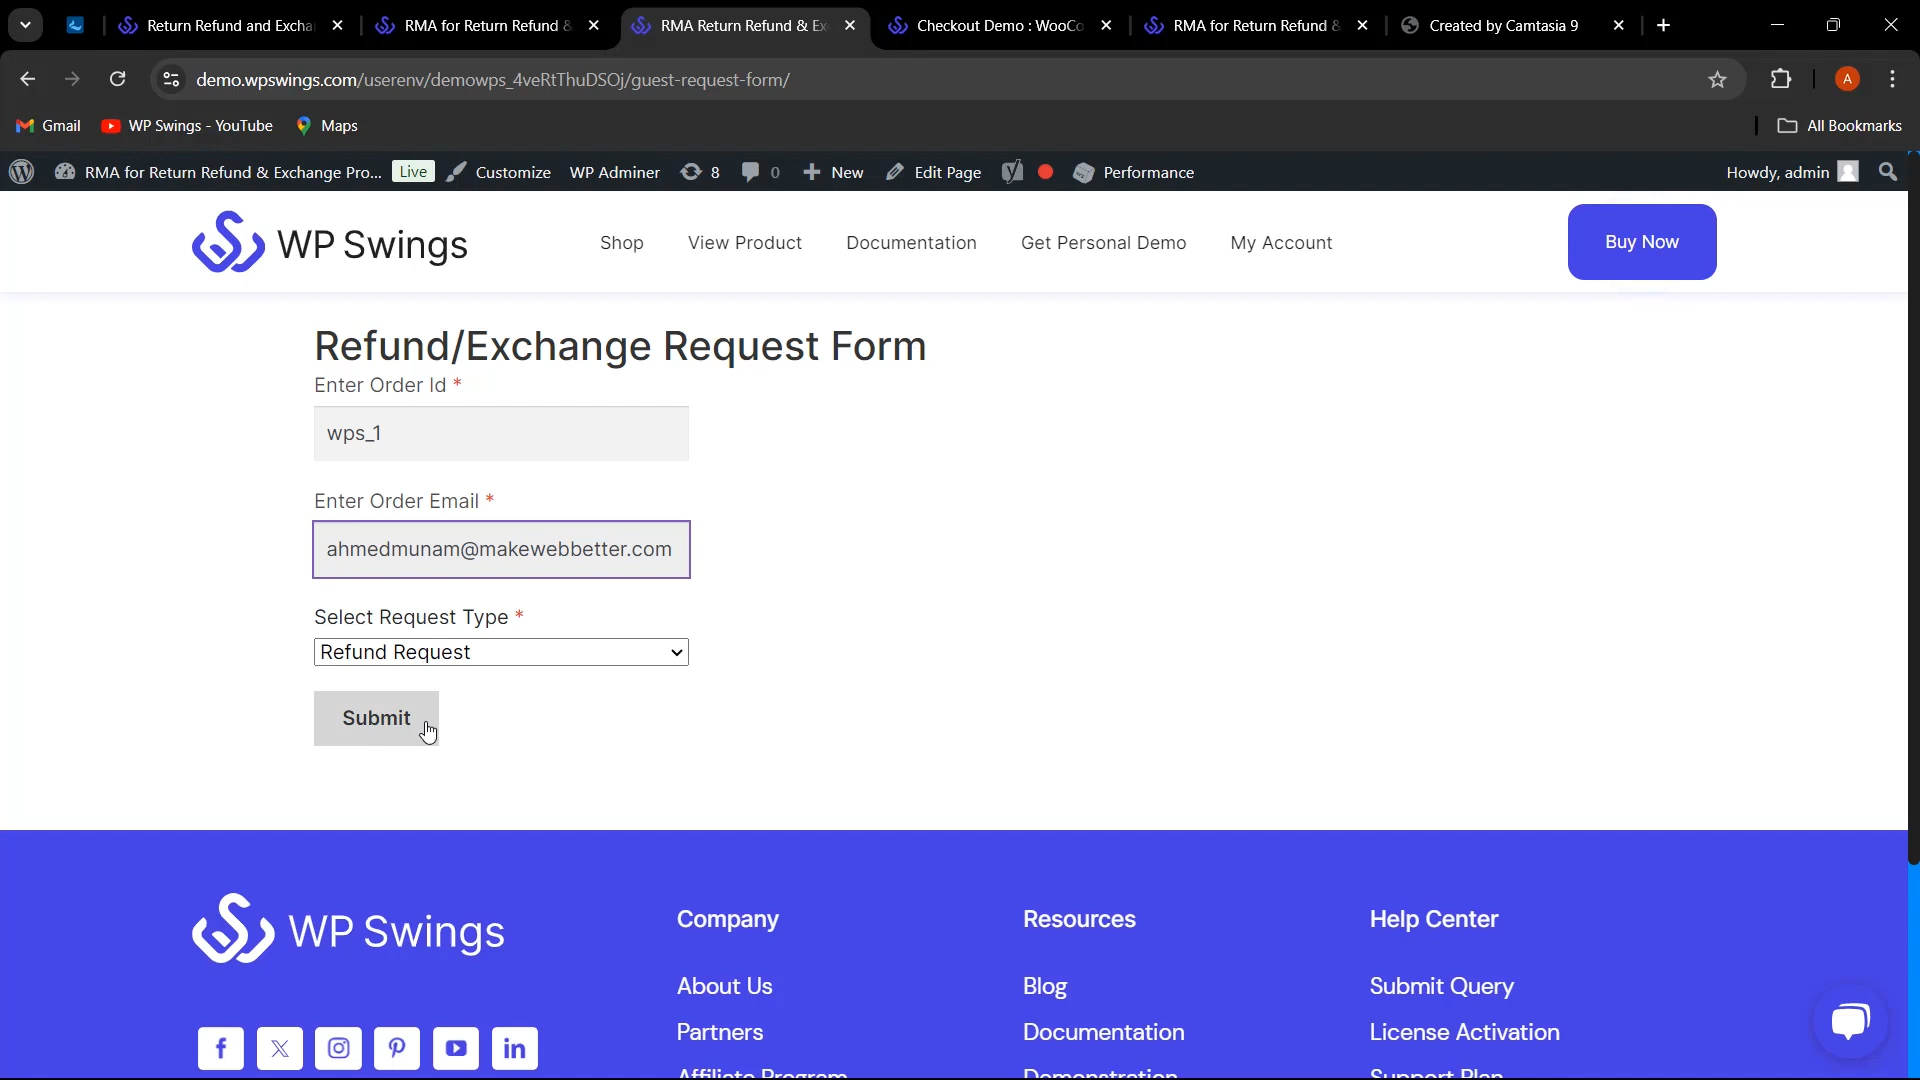 Return Refund and Excha
RMA for Return Refund &
RMA Return Refund & Ex
Checkout Demo : WooCo
RMA for Return Refund &
Created by Camtasia 9
demo.wpswings.com/userenv/demowps_4veRtThuDSOj/guest-request-form/
A
Gmail
WP Swings - YouTube
Maps
All Bookmarks
RMA for Return Refund & Exchange Pro...
Live
Customize
WP Adminer
8
0
New
Edit Page
Performance
Howdy, admin
WP Swings
Shop
View Product
Documentation
Get Personal Demo
My Account
Buy Now
Refund/Exchange Request Form
Enter Order Id *
wps_1
Enter Order Email *
ahmedmunam@makewebbetter.com
Select Request Type *
Refund Request
Submit
WP Swings
Company
Resources
Help Center
About Us
Blog
Submit Query
Partners
Documentation
License Activation
Affiliate Program
Demonstration
Support Plan